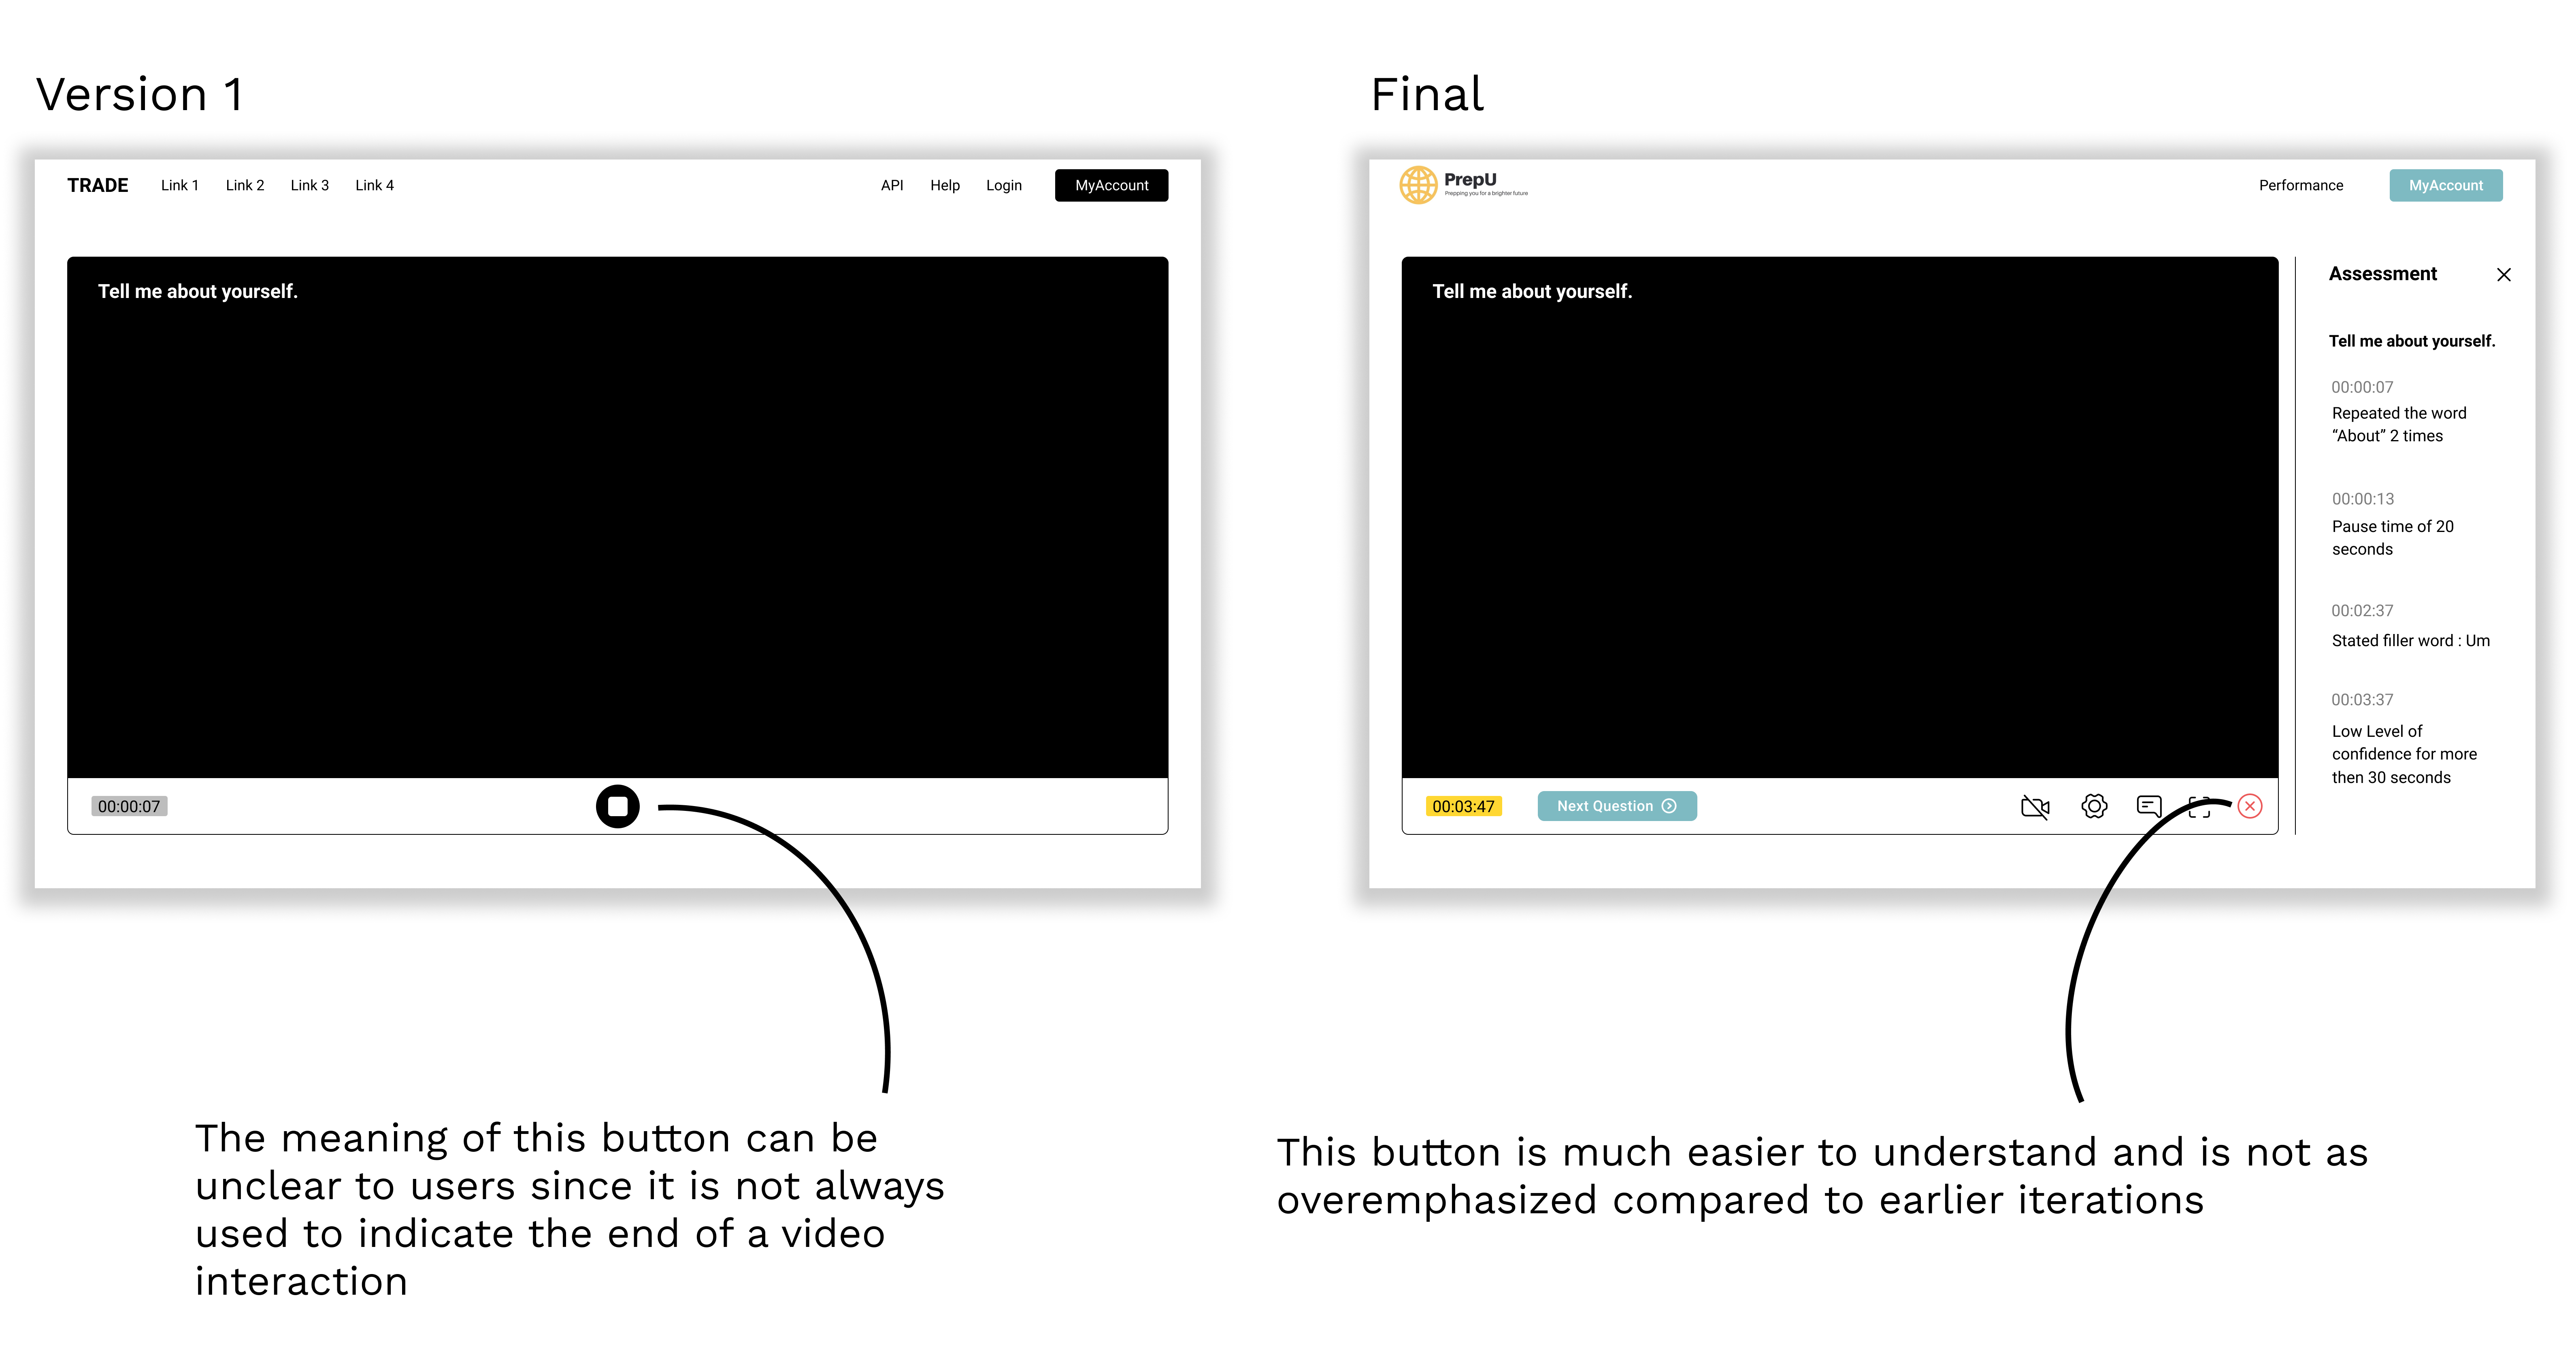 Version 1
TRADE Link 1 Link 2 Link 3 Link 4 API Help Login MyAccount
Tell me about yourself.
00:00:07
The meaning of this button can be
unclear to users since it is not always
used to indicate the end of a video
interaction
Final
PrepU
Prepping you for a brighter future
Performance MyAccount
Tell me about yourself.
00:03:47 Next Question
Assessment
Tell me about yourself.
00:00:07
Repeated the word
“About” 2 times
00:00:13
Pause time of 20
seconds
00:02:37
Stated filler word : Um
00:03:37
Low Level of
confidence for more
then 30 seconds
This button is much easier to understand and is not as
overemphasized compared to earlier iterations